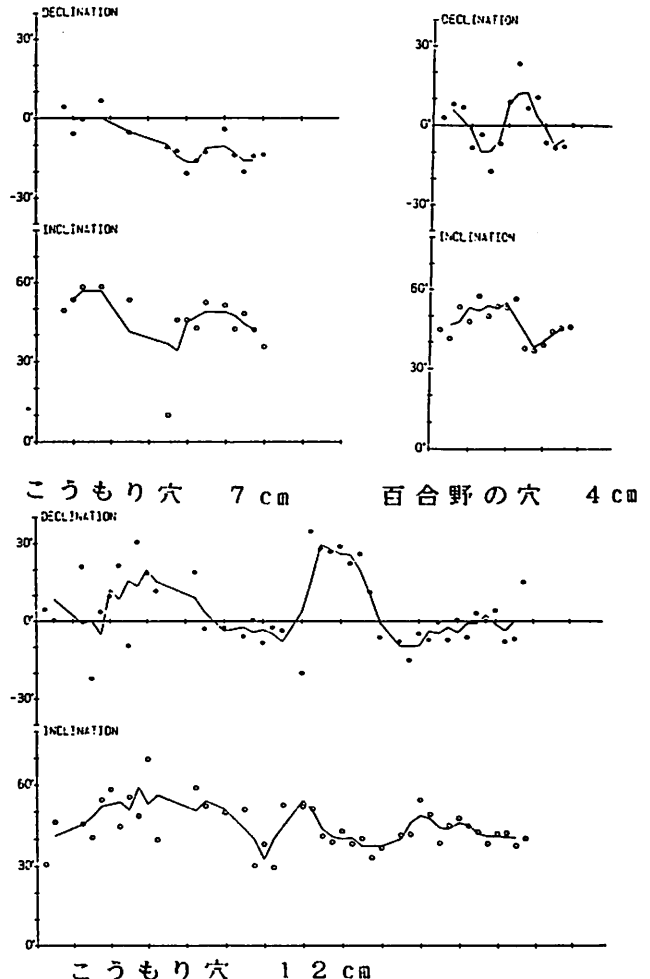 DECLINATION
30°
0°
-30°
INCLINATION
60°
30°
0°
こうもり穴 7cm
DECLINATION
30°
0°
-30°
INCLINATION
60°
30°
0°
百合野の穴 4cm
DECLINATION
30°
0°
-30°
INCLINATION
60°
30°
0°
こうもり穴 12cm